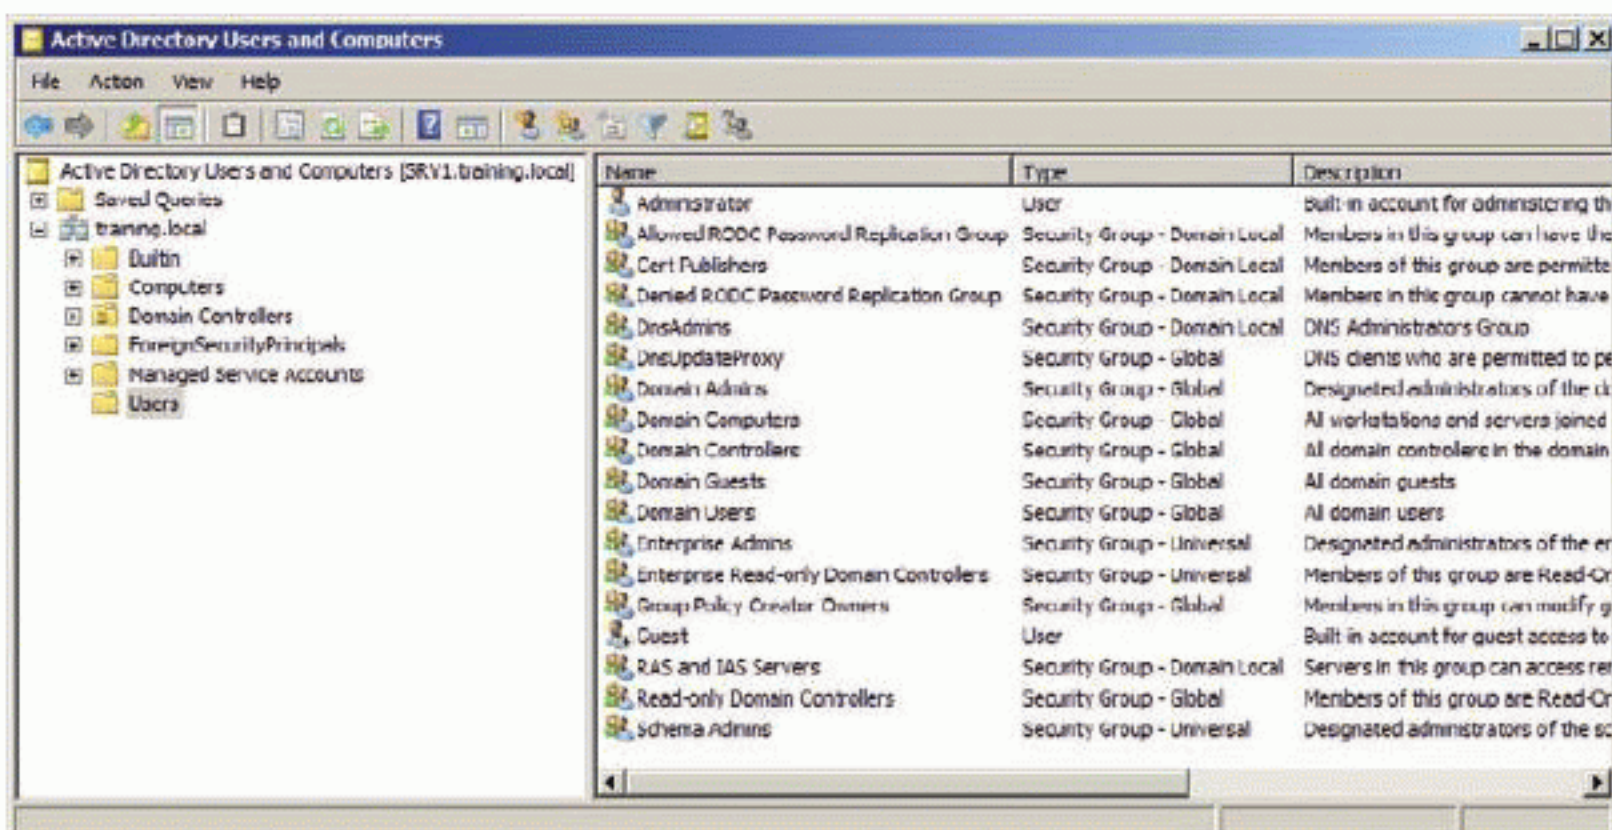 Active Directory Users and Computers
File Action View Help
Active Directory Users and Computers [SRV1.training.local]
Saved Queries
training.local
Builtin
Computers
Domain Controllers
ForeignSecurityPrincipals
Managed Service Accounts
Users
Name Type Description
Administrator User Built-in account for administering th
Allowed RODC Password Replication Group Security Group - Domain Local Members in this group can have the
Cert Publishers Security Group - Domain Local Members of this group are permitte
Denied RODC Password Replication Group Security Group - Domain Local Members in this group cannot have
DnsAdmins Security Group - Domain Local DNS Administrators Group
DnsUpdateProxy Security Group - Global DNS clients who are permitted to pe
Domain Admins Security Group - Global Designated administrators of the do
Domain Computers Security Group - Global All workstations and servers joined
Domain Controllers Security Group - Global All domain controllers in the domain
Domain Guests Security Group - Global All domain guests
Domain Users Security Group - Global All domain users
Enterprise Admins Security Group - Universal Designated administrators of the en
Enterprise Read-only Domain Controllers Security Group - Universal Members of this group are Read-On
Group Policy Creator Owners Security Group - Global Members in this group can modify g
Guest User Built-in account for guest access to
RAS and IAS Servers Security Group - Domain Local Servers in this group can access rem
Read-only Domain Controllers Security Group - Global Members of this group are Read-On
Schema Admins Security Group - Universal Designated administrators of the sc